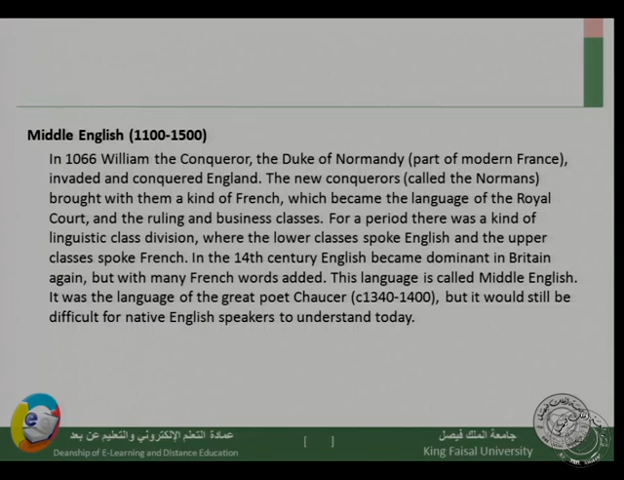 Middle English (1100-1500)
In 1066 William the Conqueror, the Duke of Normandy (part of modern France),
invaded and conquered England. The new conquerors (called the Normans)
brought with them a kind of French, which became the language of the Royal
Court, and the ruling and business classes. For a period there was a kind of
linguistic class division, where the lower classes spoke English and the upper
classes spoke French. In the 14th century English became dominant in Britain
again, but with many French words added. This language is called Middle English.
It was the language of the great poet Chaucer (c1340-1400), but it would still be
difficult for native English speakers to understand today.
عمادة التعلم الإلكتروني والتعليم عن بعد
Deanship of E-Learning and Distance Education
[ ]
جامعة الملك فيصل
King Faisal University
e